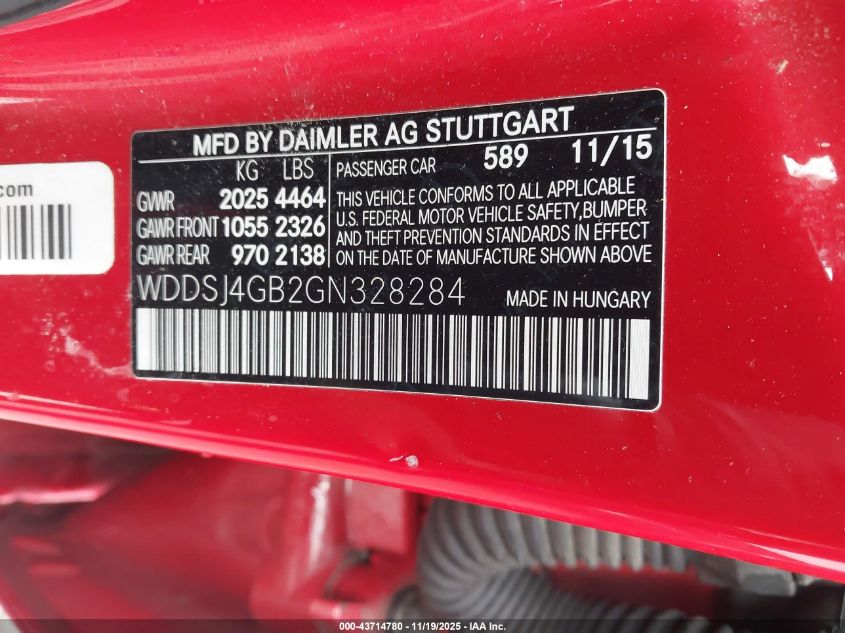 MFD BY DAIMLER AG STUTTGART
KG LBS
GVWR 2025 4464
GAWR FRONT 1055 2326
GAWR REAR 970 2138
PASSENGER CAR 589 11/15
THIS VEHICLE CONFORMS TO ALL APPLICABLE
U.S. FEDERAL MOTOR VEHICLE SAFETY,BUMPER
AND THEFT PREVENTION STANDARDS IN EFFECT
ON THE DATE OF MANUFACTURE SHOWN ABOVE
WDDSJ4GB2GN328284
MADE IN HUNGARY
.com
000-43714780 - 11/19/2025 - IAA Inc.